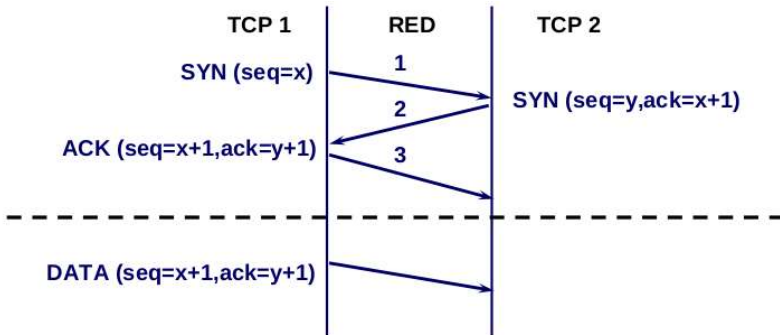 TCP 1 RED TCP 2
SYN (seq=x) 1
2 SYN (seq=y,ack=x+1)
ACK (seq=x+1,ack=y+1) 3
DATA (seq=x+1,ack=y+1)